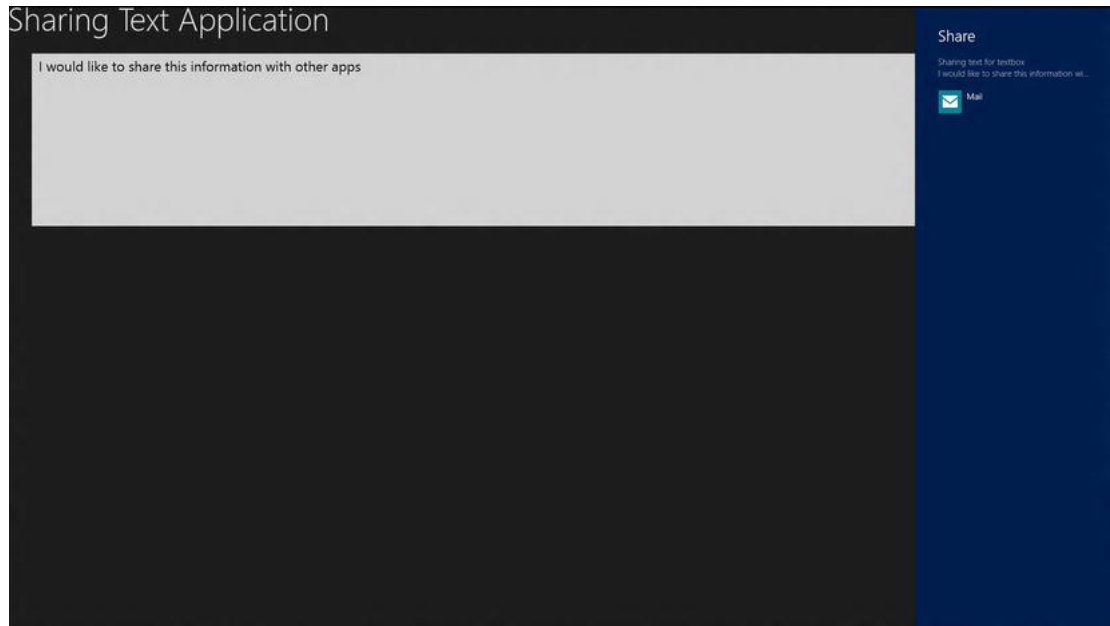 Sharing Text Application
I would like to share this information with other apps
Share
Sharing text for textbox
I would like to share this information wi...
Mail